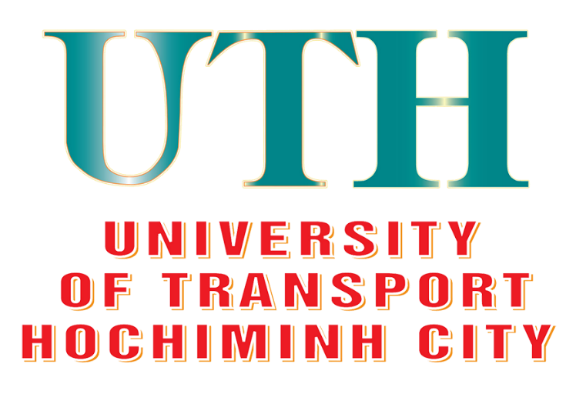 UTH
UNIVERSITY
OF TRANSPORT
HOCHIMINH CITY